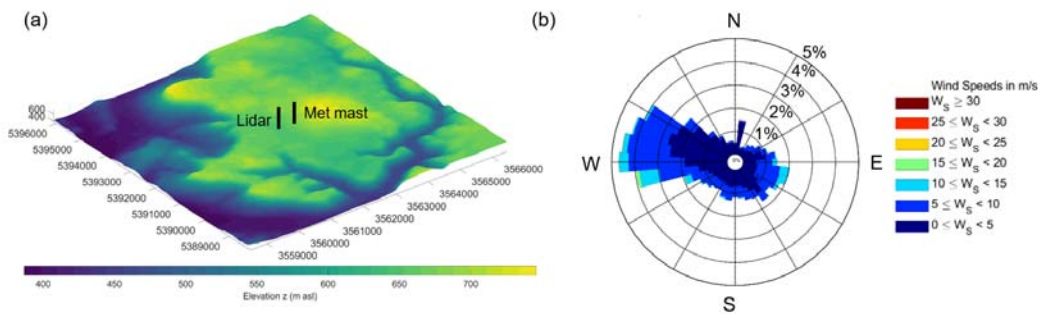 (a)
Lidar
Met mast
600
400
5396000
5395000
5394000
5393000
5392000
5391000
5390000
5389000
3559000
3560000
3561000
3562000
3563000
3564000
3565000
3566000
400
450
500
550
600
650
700
Elevation z (m asl)
(b)
N
5%
4%
3%
2%
1%
0%
W
E
S
Wind Speeds in m/s
W_S ≥ 30
25 ≤ W_S < 30
20 ≤ W_S < 25
15 ≤ W_S < 20
10 ≤ W_S < 15
5 ≤ W_S < 10
0 ≤ W_S < 5